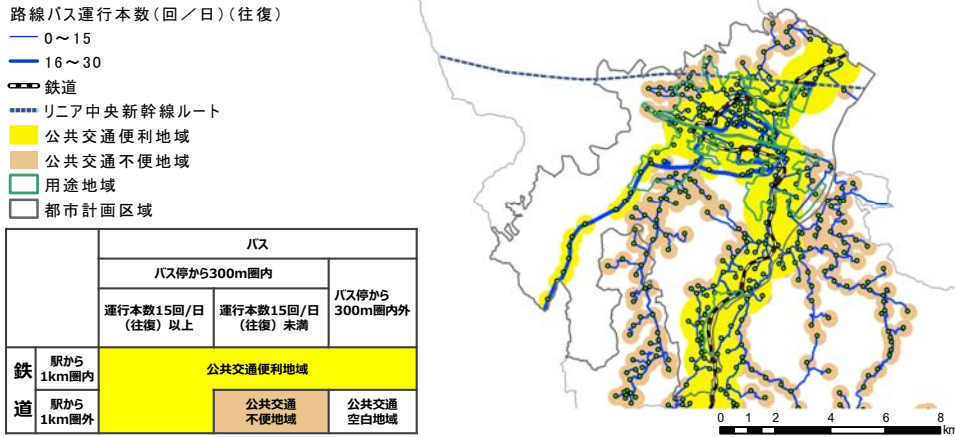 路線バス運行本数(回／日)(往復)
0～15
16～30
鉄道
リニア中央新幹線ルート
公共交通便利地域
公共交通不便地域
用途地域
都市計画区域
バス
バス停から300m圏内
バス停から
300m圏内外
運行本数15回/日
(往復) 以上
運行本数15回/日
(往復) 未満
鉄道
駅から
1km圏内
公共交通便利地域
駅から
1km圏外
公共交通
不便地域
公共交通
空白地域
0 1 2 4 6 8
km